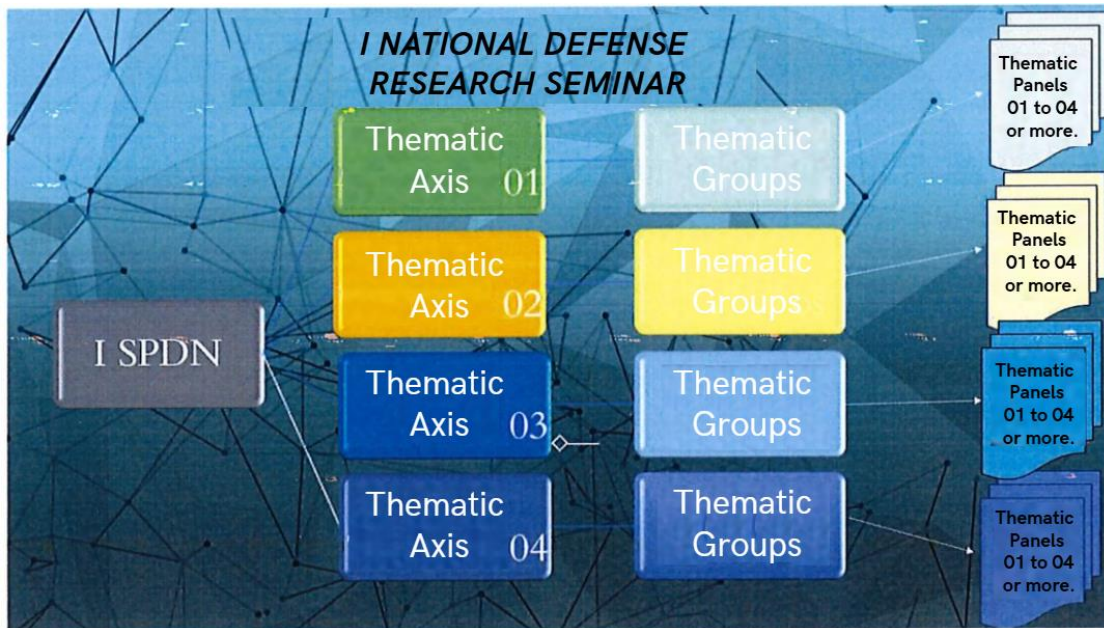 I NATIONAL DEFENSE
RESEARCH SEMINAR
I SPDN
Thematic
Axis 01
Thematic
Groups
Thematic
Panels
01 to 04
or more.
Thematic
Axis 02
Thematic
Groups
Thematic
Panels
01 to 04
or more.
Thematic
Axis 03
Thematic
Groups
Thematic
Panels
01 to 04
or more.
Thematic
Axis 04
Thematic
Groups
Thematic
Panels
01 to 04
or more.